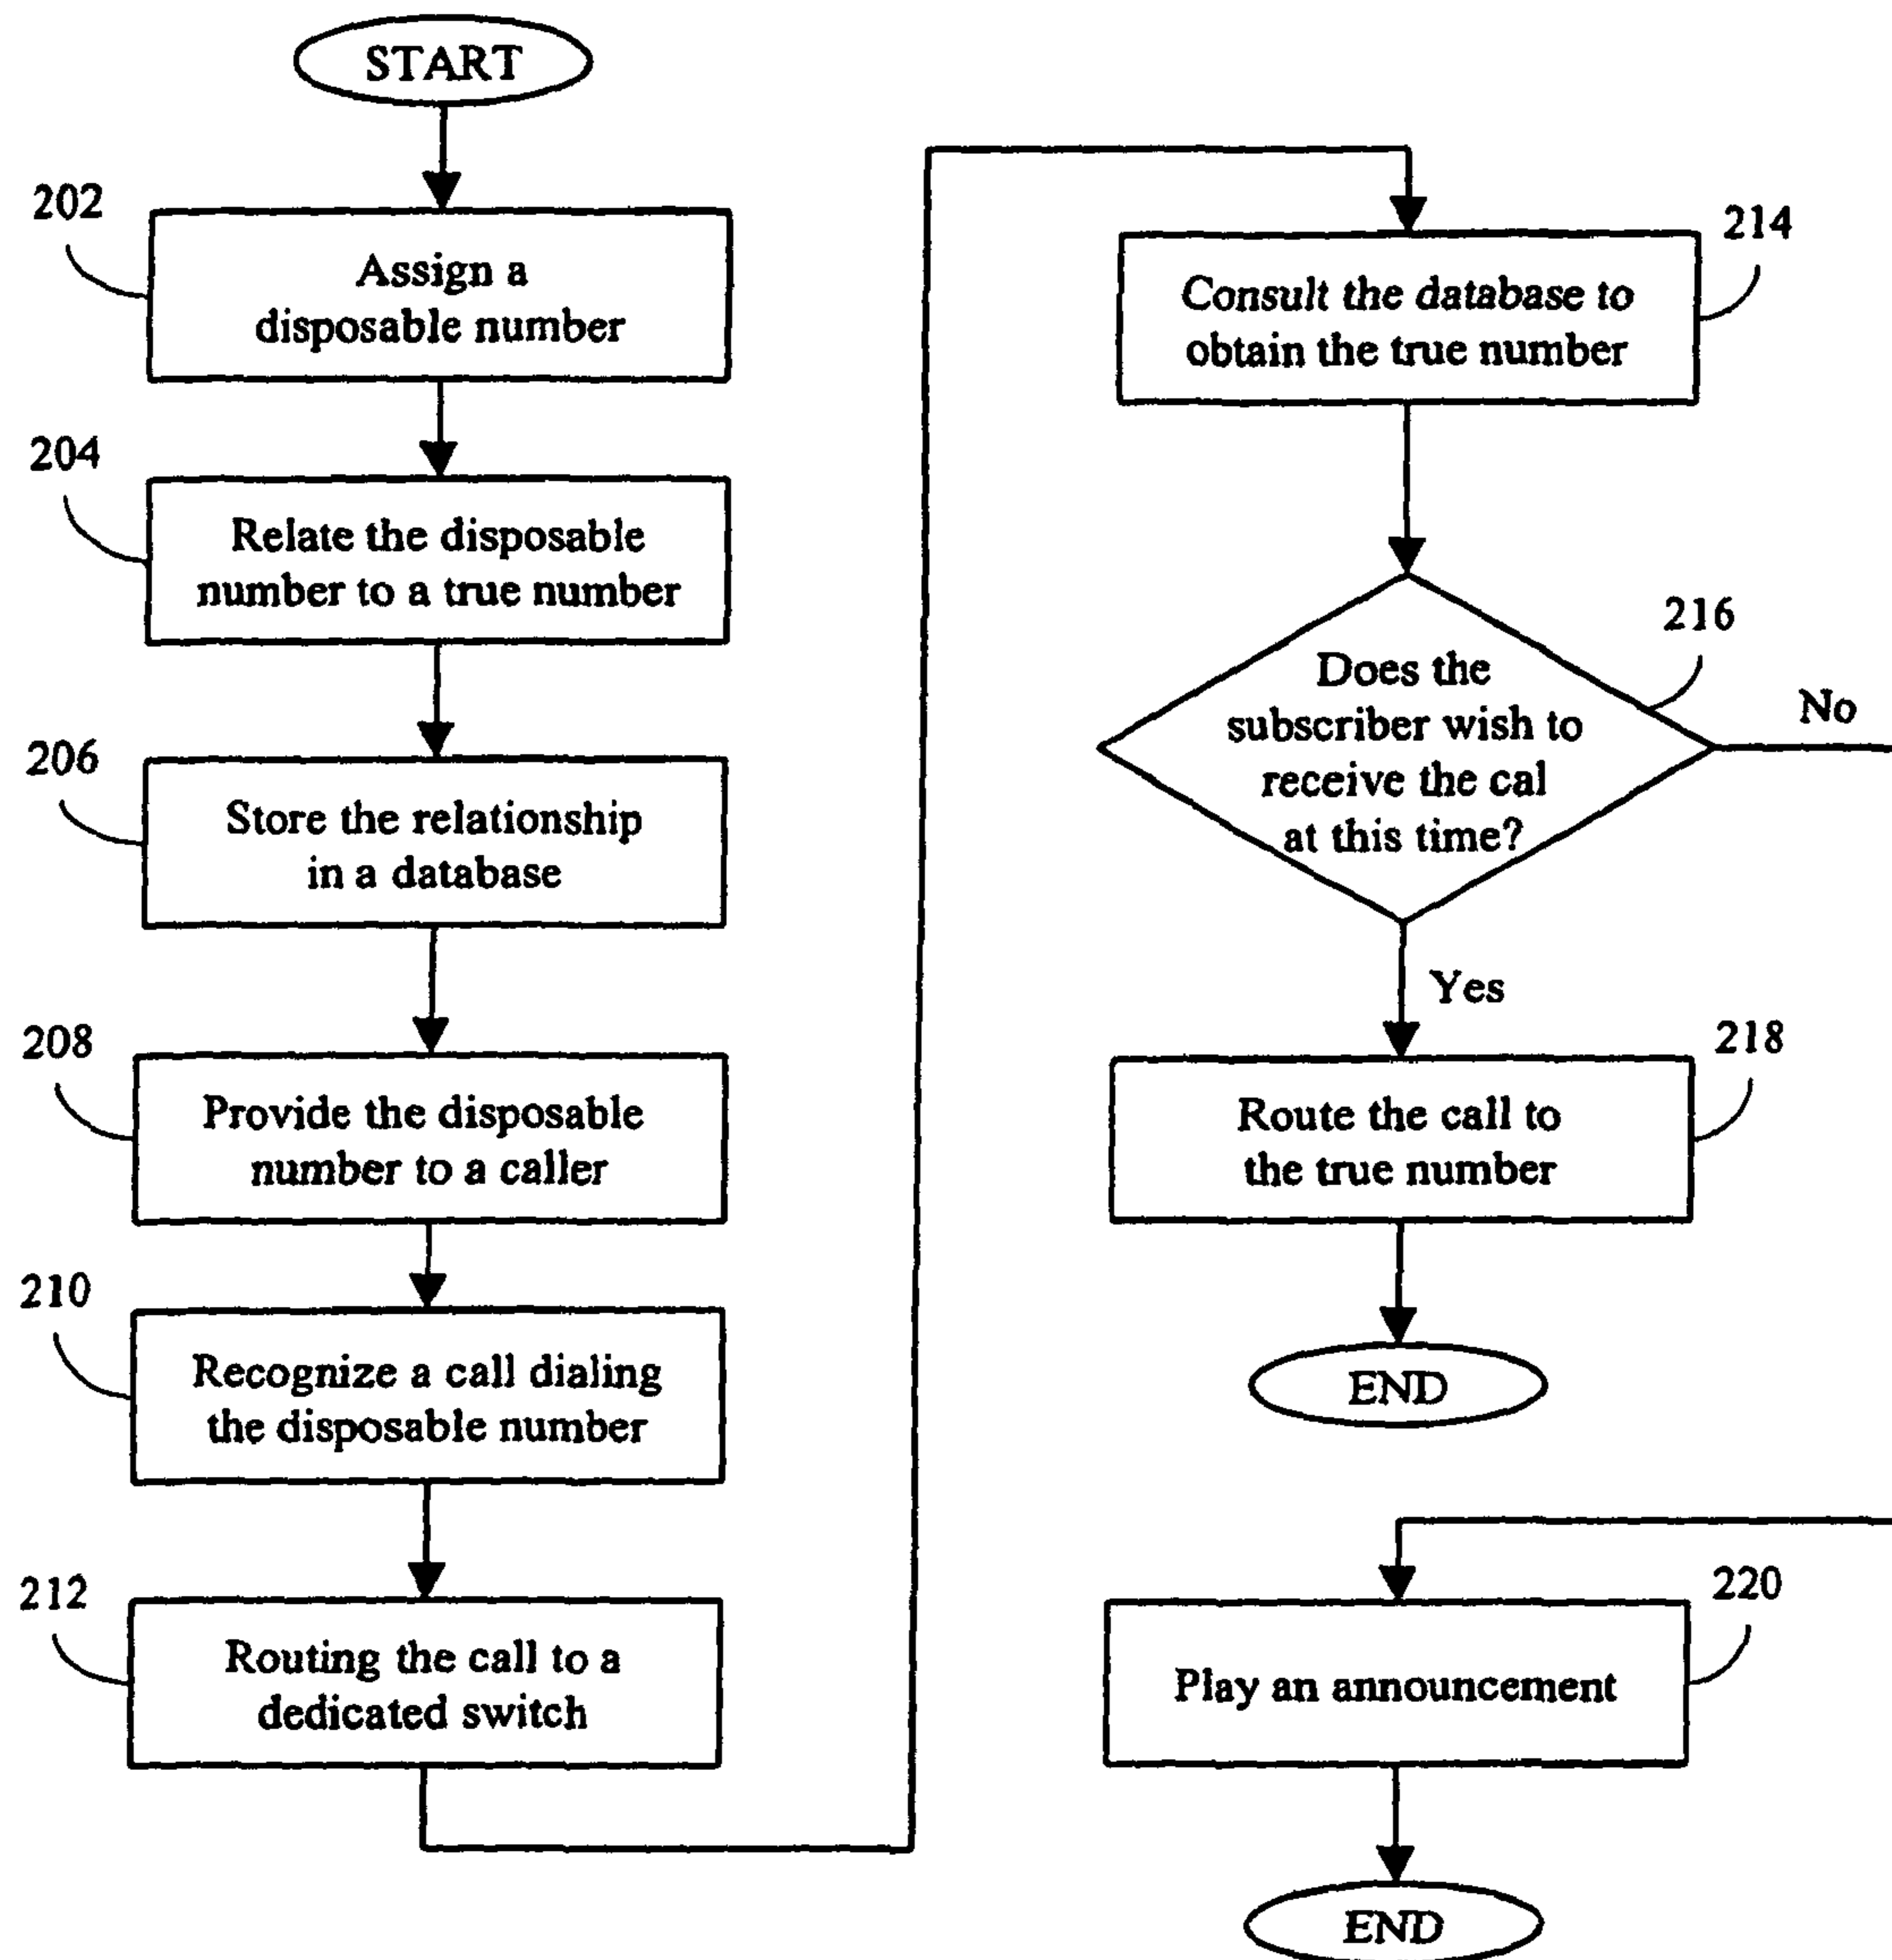 START
202
Assign a
disposable number
204
Relate the disposable
number to a true number
206
Store the relationship
in a database
208
Provide the disposable
number to a caller
210
Recognize a call dialing
the disposable number
212
Routing the call to a
dedicated switch
214
Consult the database to
obtain the true number
216
Does the
subscriber wish to
receive the cal
at this time?
No
Yes
218
Route the call to
the true number
END
220
Play an announcement
END